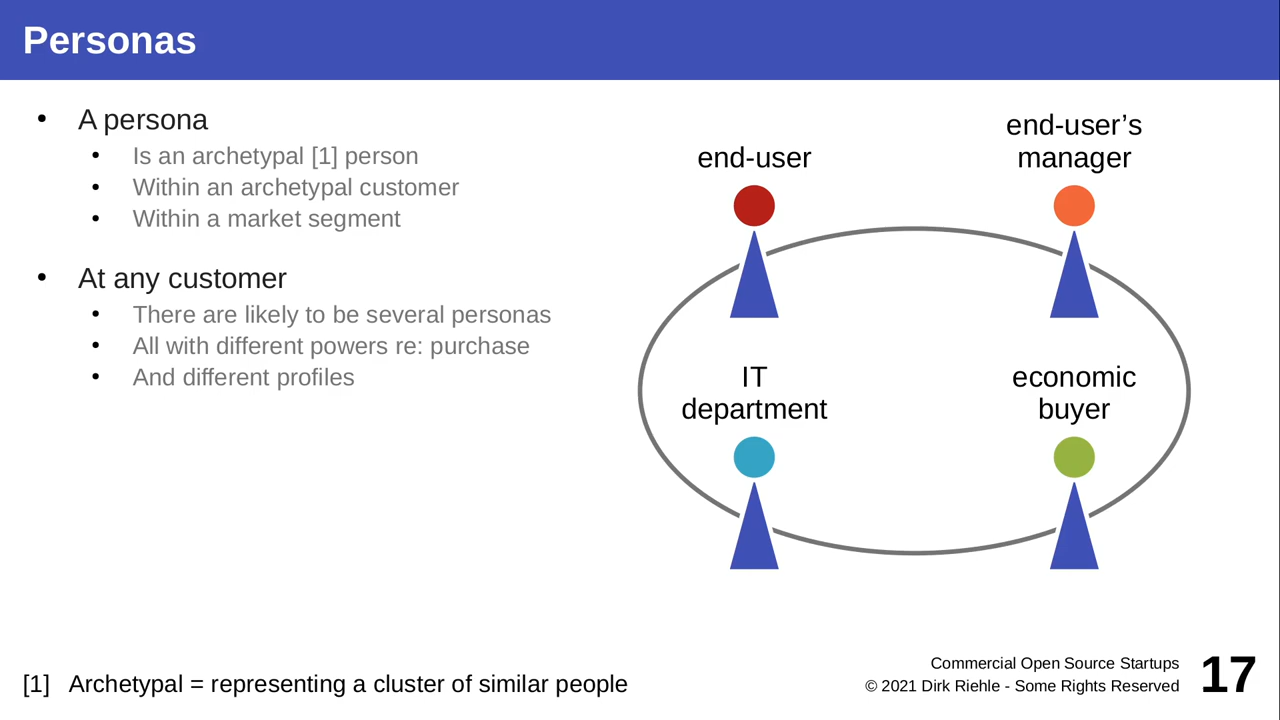 Personas
• A persona
• Is an archetypal [1] person
• Within an archetypal customer
• Within a market segment
• At any customer
• There are likely to be several personas
• All with different powers re: purchase
• And different profiles
end-user
end-user’s
manager
IT
department
economic
buyer
[1] Archetypal = representing a cluster of similar people
Commercial Open Source Startups
© 2021 Dirk Riehle - Some Rights Reserved
17